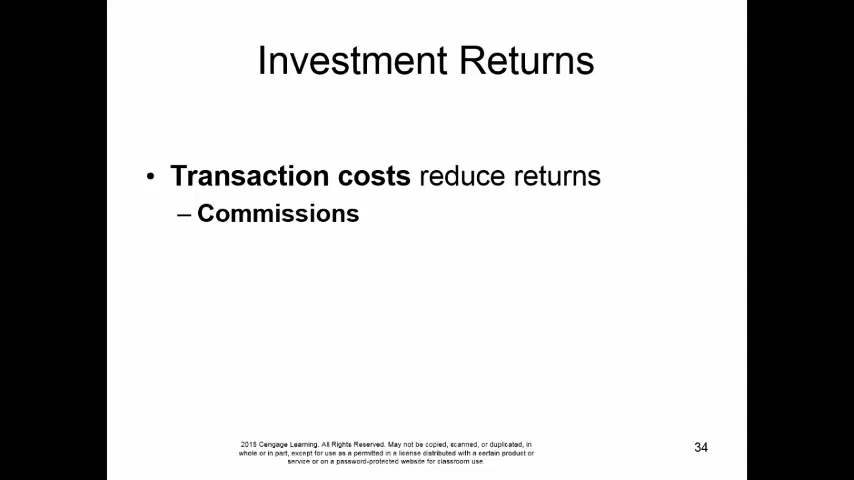 Investment Returns
• Transaction costs reduce returns
– Commissions
2015 Cengage Learning. All Rights Reserved. May not be copied, scanned, or duplicated, in
whole or in part, except for use as a permitted in a license distributed with a certain product or
service or on a password-protected website for classroom use.
34